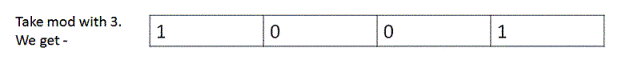 Take mod with 3.
We get -
1 0 0 1